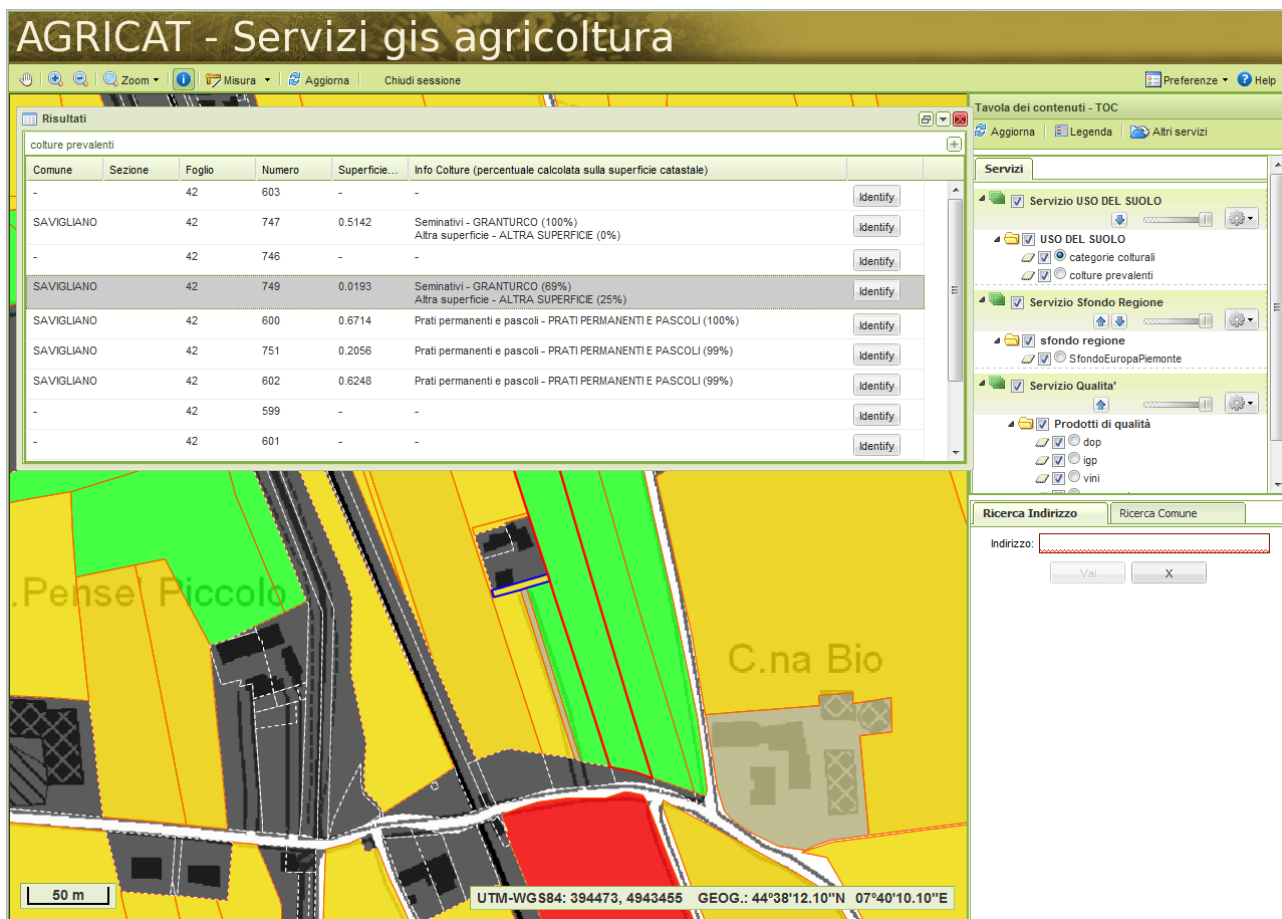 AGRICAT - Servizi gis agricoltura
Zoom Misura Aggiorna Chiudi sessione Preferenze Help
Risultati
colture prevalenti
Comune Sezione Foglio Numero Superficie... Info Colture (percentuale calcolata sulla superficie catastale)
- 42 603 - - Identify
SAVIGLIANO 42 747 0.5142 Seminativi - GRANTURCO (100%)
Altra superficie - ALTRA SUPERFICIE (0%) Identify
- 42 746 - - Identify
SAVIGLIANO 42 749 0.0193 Seminativi - GRANTURCO (69%)
Altra superficie - ALTRA SUPERFICIE (25%) Identify
SAVIGLIANO 42 600 0.6714 Prati permanenti e pascoli - PRATI PERMANENTI E PASCOLI (100%) Identify
SAVIGLIANO 42 751 0.2056 Prati permanenti e pascoli - PRATI PERMANENTI E PASCOLI (99%) Identify
SAVIGLIANO 42 602 0.6248 Prati permanenti e pascoli - PRATI PERMANENTI E PASCOLI (99%) Identify
- 42 599 - - Identify
- 42 601 - - Identify
Tavola dei contenuti - TOC
Aggiorna Legenda Altri servizi
Servizi
Servizio USO DEL SUOLO
USO DEL SUOLO
categorie colturali
colture prevalenti
Servizio Sfondo Regione
sfondo regione
SfondoEuropaPiemonte
Servizio Qualita'
Prodotti di qualità
dop
igp
vini
Ricerca Indirizzo Ricerca Comune
Indirizzo:
Vai X
.Pense' Piccolo
C.na Bio
50 m
UTM-WGS84: 394473, 4943455 GEOG.: 44°38'12.10"N 07°40'10.10"E